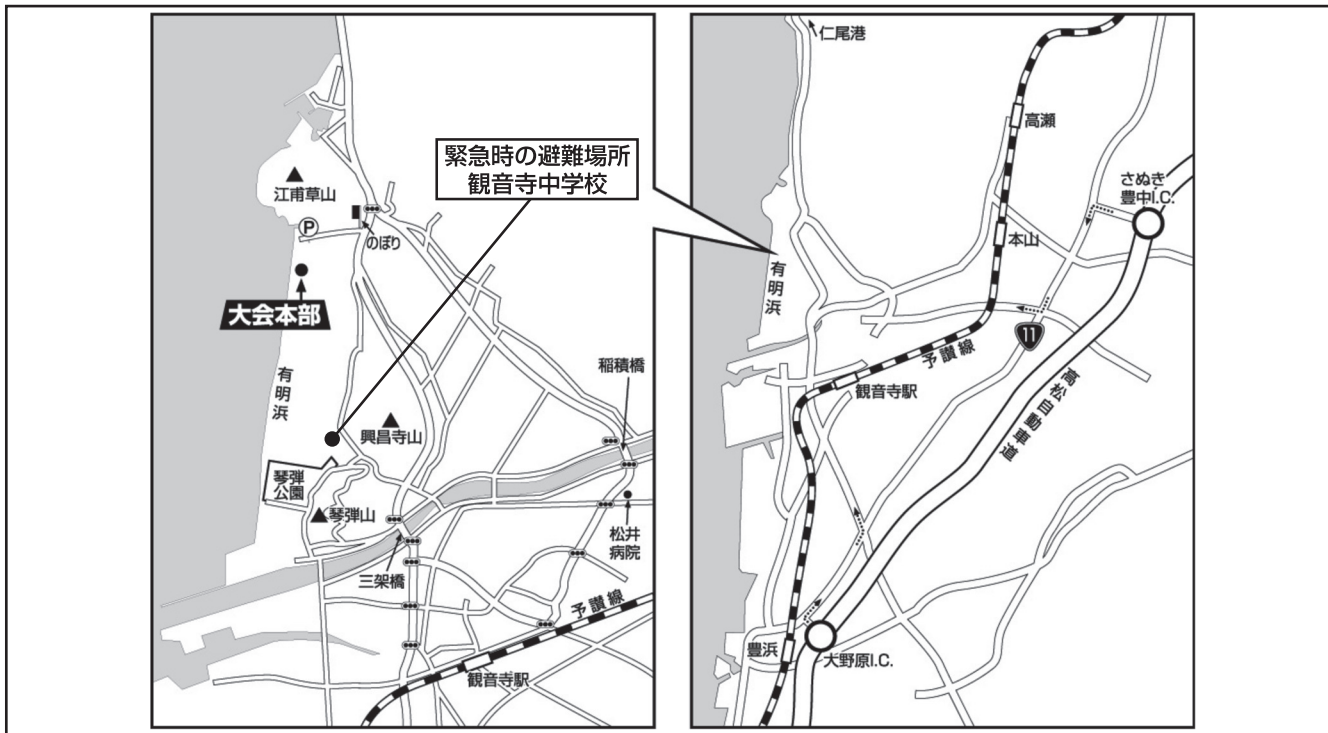 緊急時の避難場所
観音寺中学校
江甫草山
P
のぼり
大会本部
有明浜
稲積橋
興昌寺山
琴弾
公園
琴弾山
松井
病院
三架橋
予讃線
観音寺駅
仁尾港
高瀬
さぬき
豊中I.C.
本山
有明浜
11
予讃線
観音寺駅
高松自動車道
豊浜
大野原I.C.